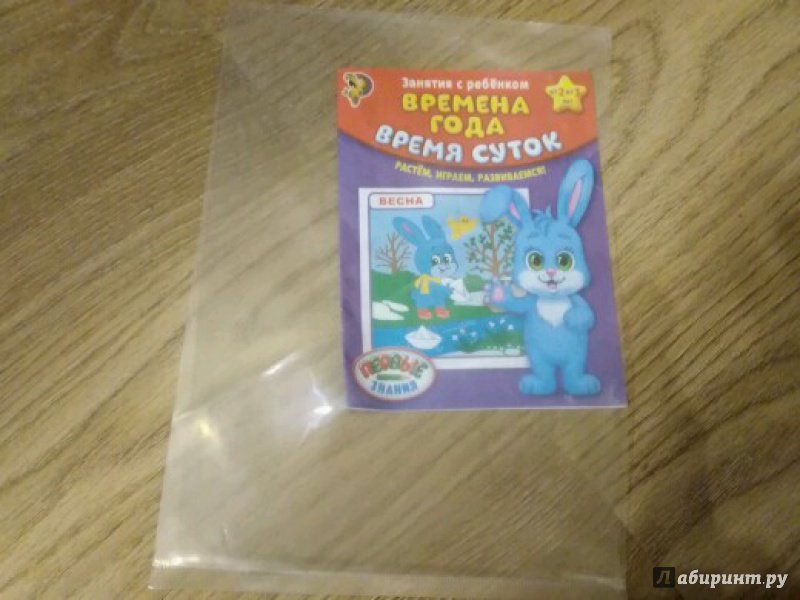 Занятия с ребёнком
ВРЕМЕНА
ГОДА
ВРЕМЯ СУТОК
РАСТЁМ, ИГРАЕМ, РАЗВИВАЕМСЯ!
ВЕСНА
ПЕРВЫЕ
ЗНАНИЯ
Лабиринт.ру